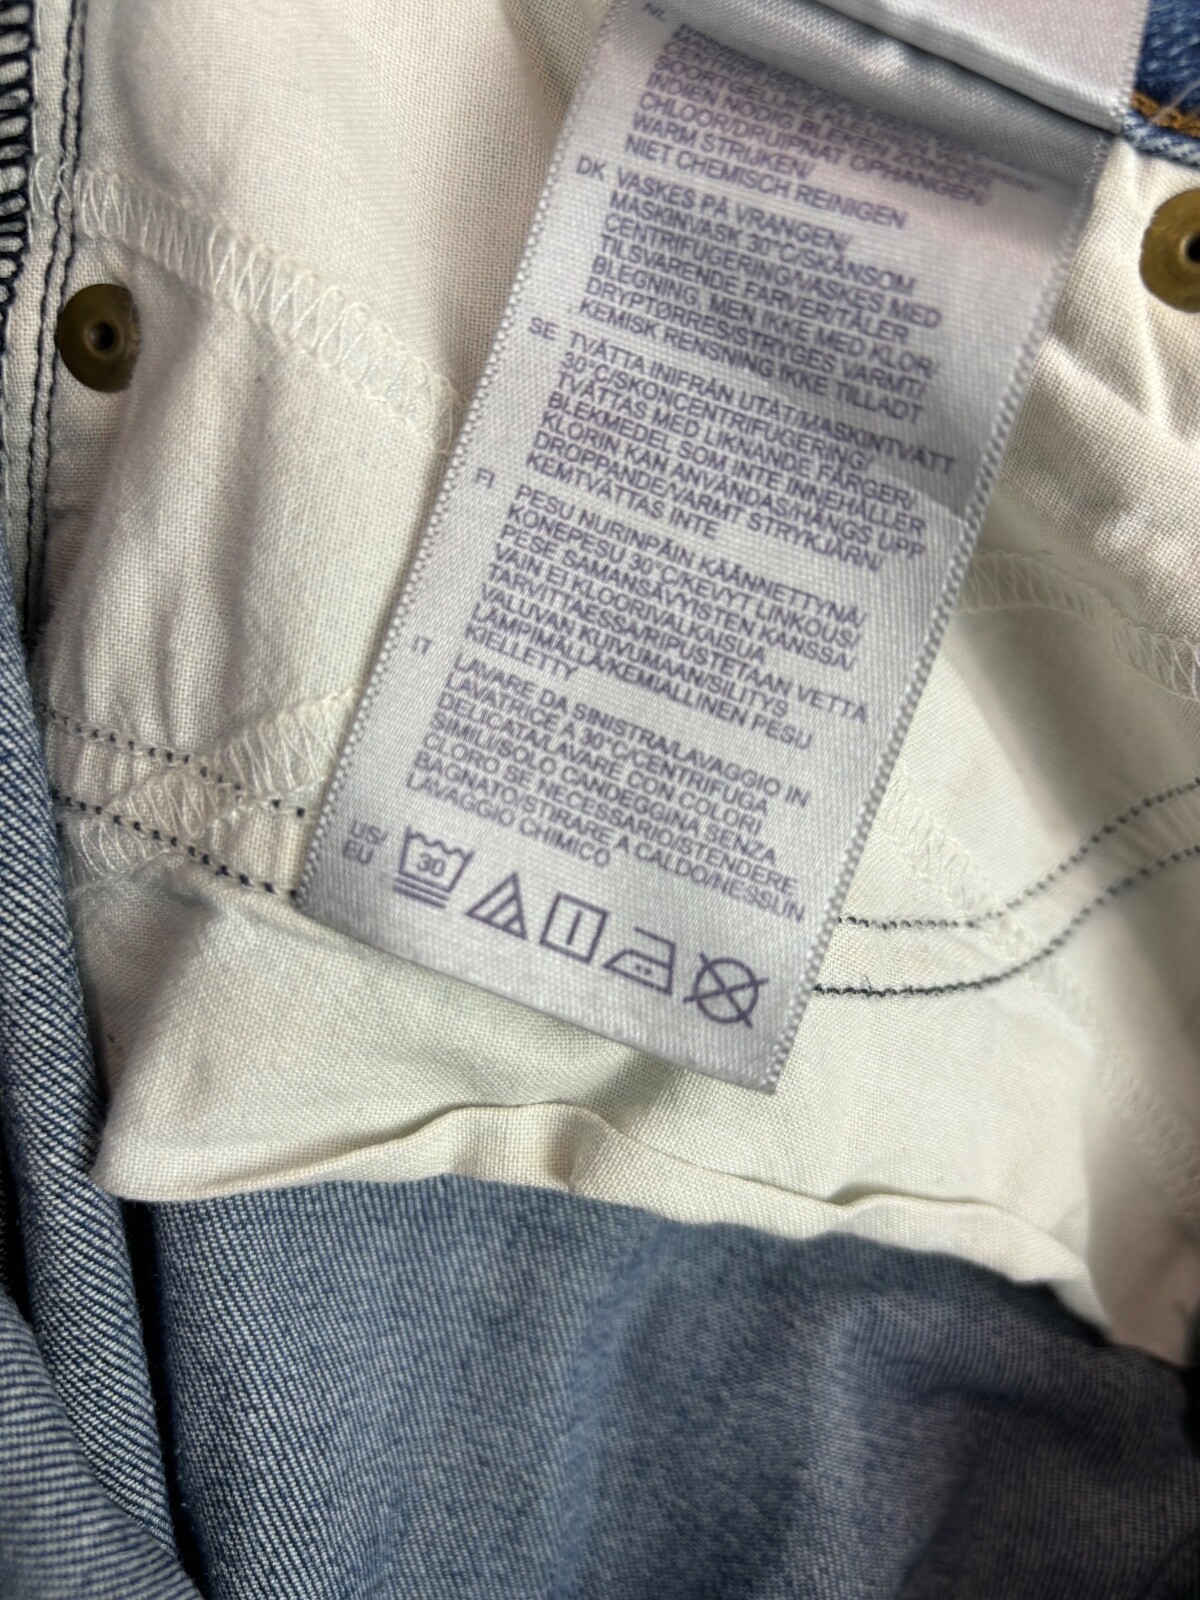 NL
SOORTGELIJKE KLEUREN WASSEN/
INDIEN NODIG BLEKEN ZONDER
CHLOOR/DRUIPNAT OPHANGEN/
WARM STRIJKEN/
NIET CHEMISCH REINIGEN
DK VASKES PÅ VRANGEN/
MASKINVASK 30°C/SKÅNSOM
CENTRIFUGERING/VASKES MED
TILSVARENDE FARVER/TÅLER
BLEGNING, MEN IKKE MED KLOR/
DRYPTØRRES/STRYGES VARMT/
KEMISK RENSNING IKKE TILLADT
SE TVÄTTA INIFRÅN UTÅT/MASKINTVÄTT
30°C/SKONCENTRIFUGERING/
TVÄTTAS MED LIKNANDE FÄRGER/
BLEKMEDEL SOM INTE INNEHÅLLER
KLORIN KAN ANVÄNDAS/HÄNGS UPP
DROPPANDE/VARMT STRYKJÄRN/
KEMTVÄTTAS INTE
FI PESU NURINPÄIN KÄÄNNETTYNÄ/
KONEPESU 30°C/KEVYT LINKOUS/
PESE SAMANSÄVYISTEN KANSSA/
VAIN EI KLOORIVALKAISUA
TARVITTAESSA/RIPUSTETAAN VETTÄ
VALUVAN KUIVUMAAN/SILITYS
LÄMPIMÄLLÄ/KEMIALLINEN PESU
KIELLETTY
IT LAVARE DA SINISTRA/LAVAGGIO IN
LAVATRICE A 30°C/CENTRIFUGA
DELICATA/LAVARE CON COLORI
SIMILI/SOLO CANDEGGINA SENZA
CLORO SE NECESSARIO/STENDERE
BAGNATO/STIRARE A CALDO/NESSUN
LAVAGGIO CHIMICO
US/
EU
30